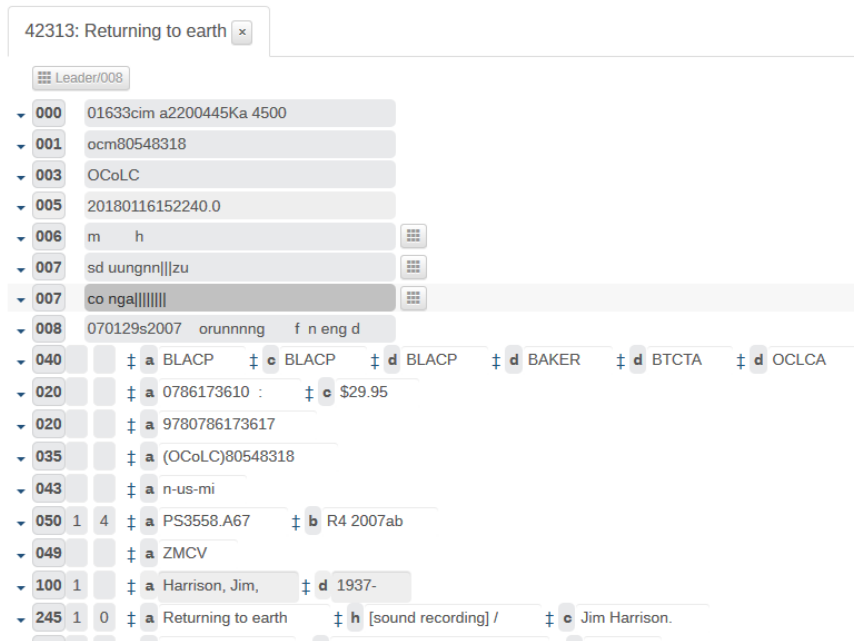 42313: Returning to earth ×
Leader/008
000 01633cim a2200445Ka 4500
001 ocm80548318
003 OCoLC
005 20180116152240.0
006 m        h
007 sd uungnn|||zu
007 co nga||||||||
008 070129s2007    orunnnng       f  n eng d
040 ‡ a BLACP ‡ c BLACP ‡ d BLACP ‡ d BAKER ‡ d BTCTA ‡ d OCLCA
020 ‡ a 0786173610 : ‡ c $29.95
020 ‡ a 9780786173617
035 ‡ a (OCoLC)80548318
043 ‡ a n-us-mi
050 1 4 ‡ a PS3558.A67 ‡ b R4 2007ab
049 ‡ a ZMCV
100 1 ‡ a Harrison, Jim, ‡ d 1937-
245 1 0 ‡ a Returning to earth ‡ h [sound recording] / ‡ c Jim Harrison.